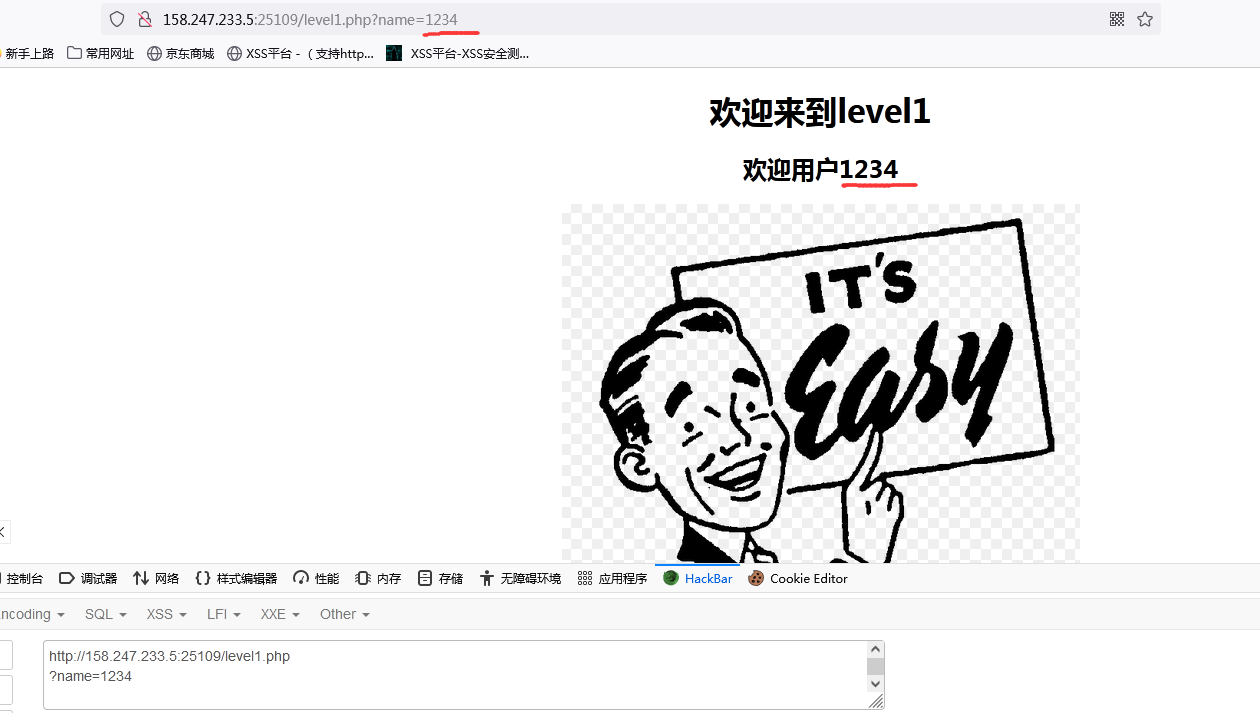 158.247.233.5:25109/level1.php?name=1234
新手上路 常用网址 京东商城 XSS平台 -（支持http... XSS平台-XSS安全测...
欢迎来到level1
欢迎用户1234
IT'S
Easy
控制台 调试器 网络 样式编辑器 性能 内存 存储 无障碍环境 应用程序 HackBar Cookie Editor
ncoding SQL XSS LFI XXE Other
http://158.247.233.5:25109/level1.php
?name=1234